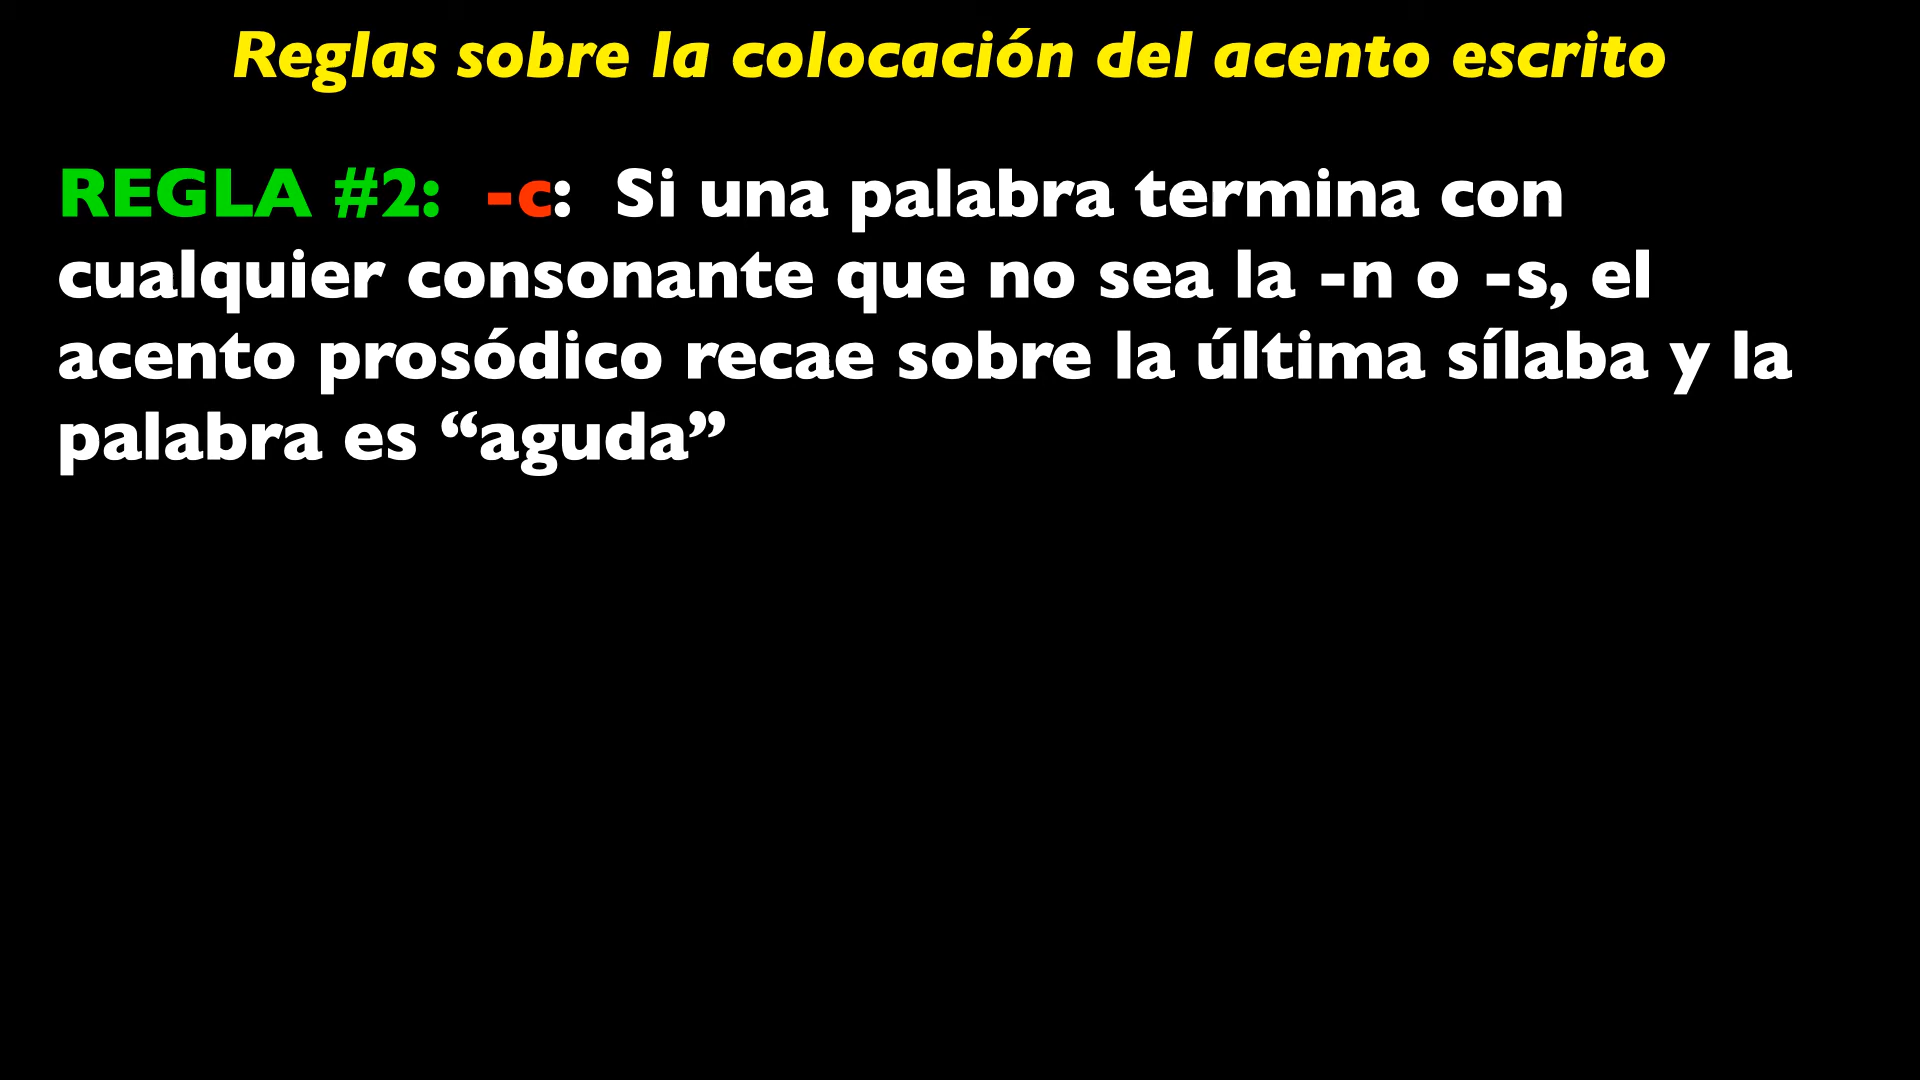 Reglas sobre la colocación del acento escrito
REGLA #2: -c: Si una palabra termina con
cualquier consonante que no sea la -n o -s, el
acento prosódico recae sobre la última sílaba y la
palabra es “aguda”